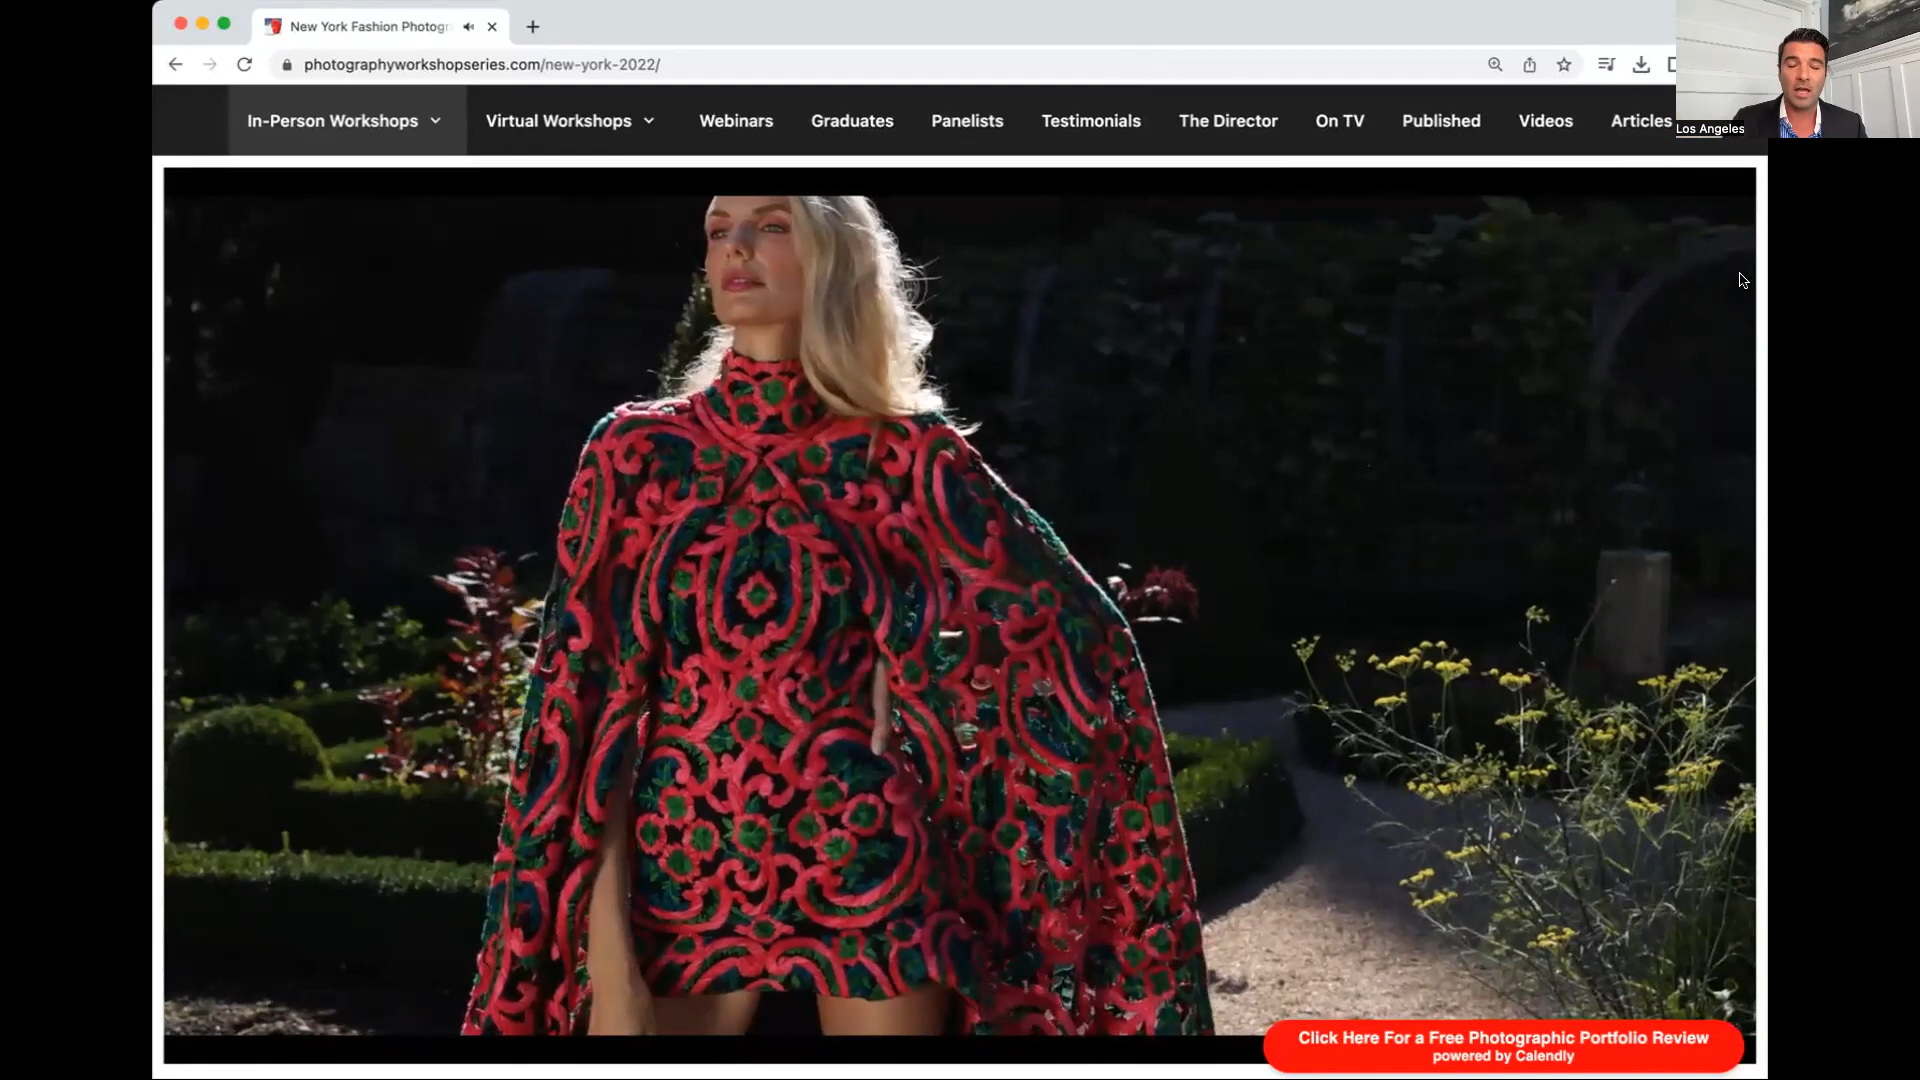 New York Fashion Photogr
photographyworkshopseries.com/new-york-2022/
In-Person Workshops
Virtual Workshops
Webinars
Graduates
Panelists
Testimonials
The Director
On TV
Published
Videos
Articles
Los Angeles
Click Here For a Free Photographic Portfolio Review
powered by Calendly